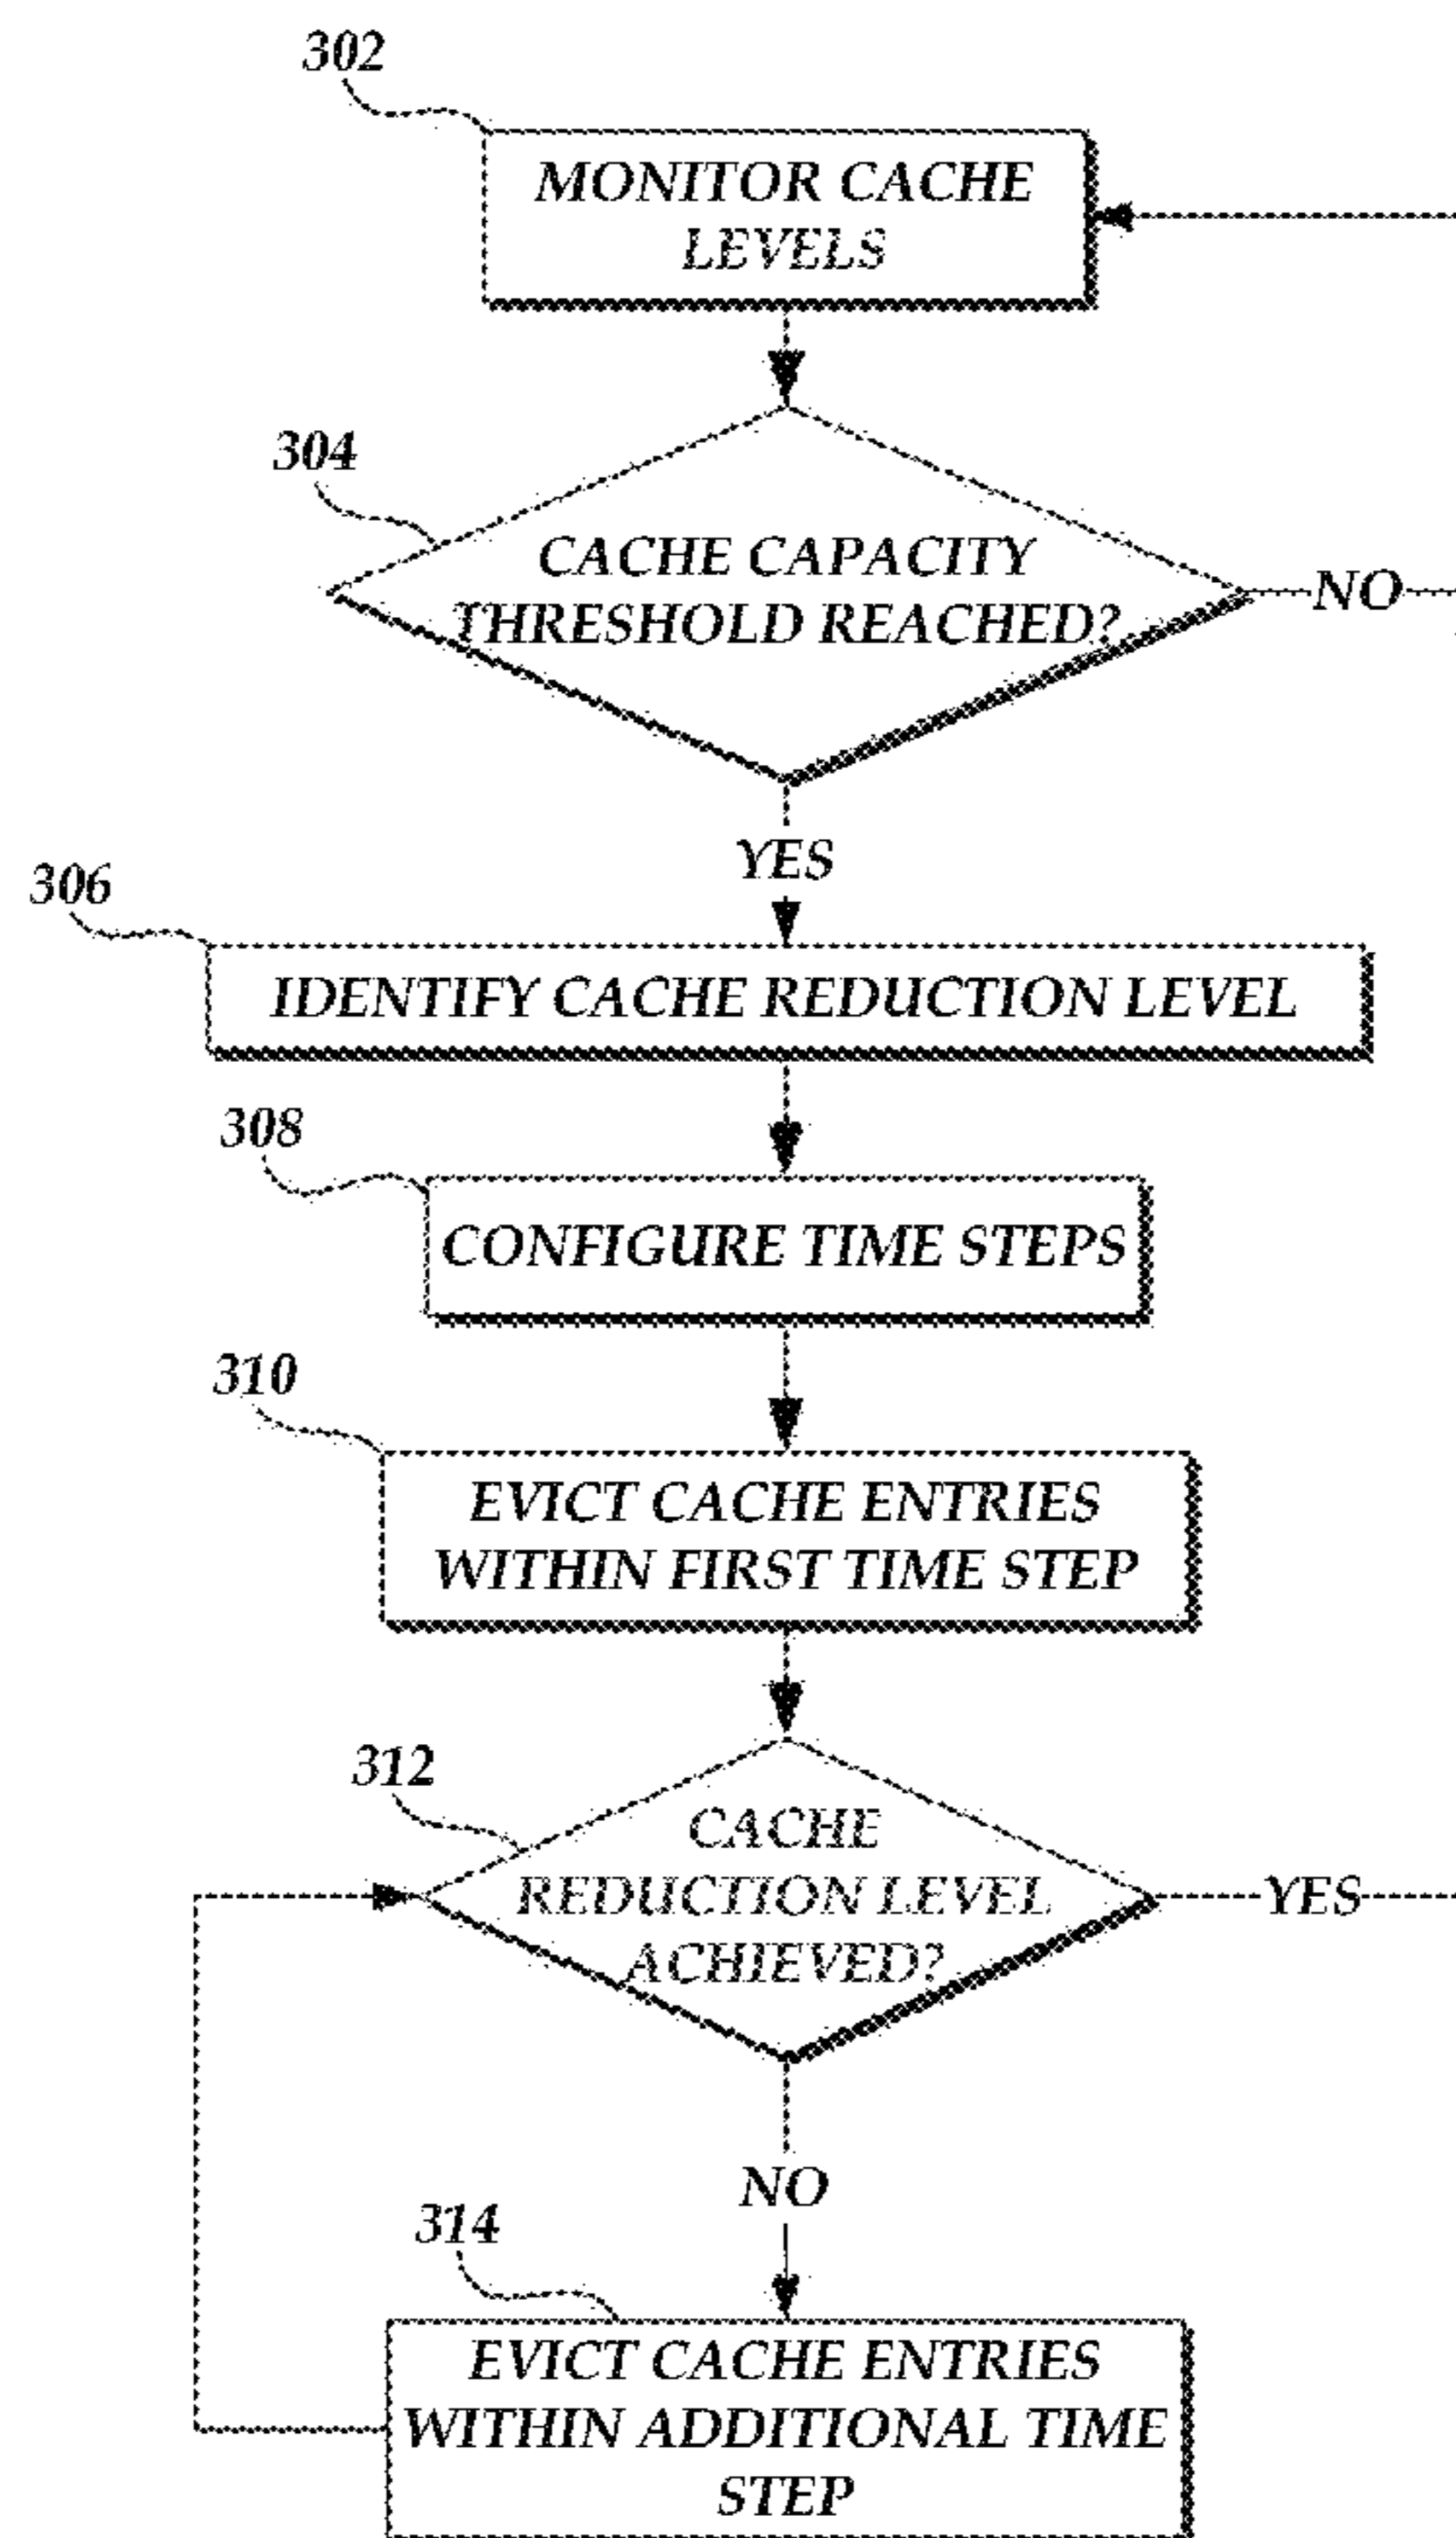 302
MONITOR CACHE
LEVELS
304
CACHE CAPACITY
THRESHOLD REACHED?
NO
YES
306
IDENTIFY CACHE REDUCTION LEVEL
308
CONFIGURE TIME STEPS
310
EVICT CACHE ENTRIES
WITHIN FIRST TIME STEP
312
CACHE
REDUCTION LEVEL
ACHIEVED?
YES
NO
314
EVICT CACHE ENTRIES
WITHIN ADDITIONAL TIME
STEP